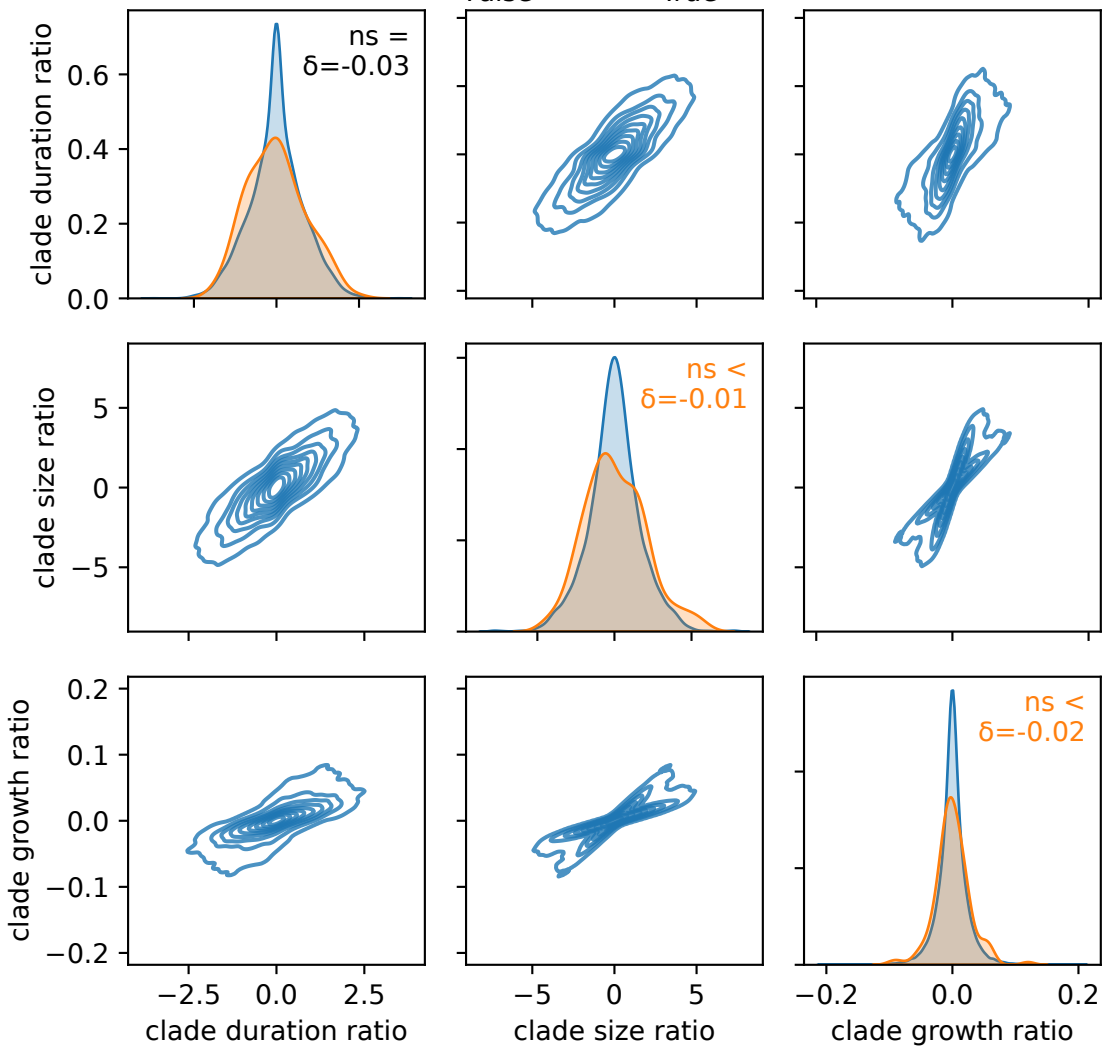 ns =
δ=-0.03
clade duration ratio
0.6
0.4
0.2
0.0
ns <
δ=-0.01
clade size ratio
5
0
−5
ns <
δ=-0.02
clade growth ratio
0.2
0.1
0.0
−0.1
−0.2
−2.5 0.0 2.5
−5 0 5
−0.2 0.0 0.2
clade duration ratio
clade size ratio
clade growth ratio